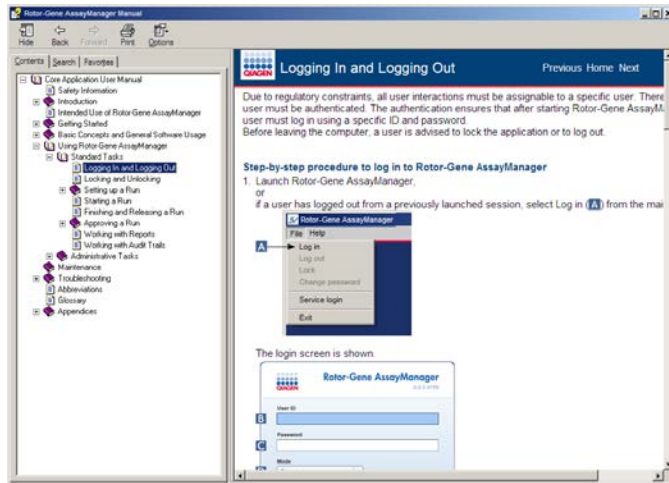 Rotor-Gene AssayManager Manual
Hide Back Forward Print Options
Contents Search Favorites
Core Application User Manual
Safety Information
Introduction
Intended Use of Rotor-Gene AssayManager
Getting Started
Basic Concepts and General Software Usage
Using Rotor-Gene AssayManager
Standard Tasks
Logging In and Logging Out
Locking and Unlocking
Setting up a Run
Starting a Run
Finishing and Releasing a Run
Approving a Run
Working with Reports
Working with Audit Trails
Administrative Tasks
Maintenance
Troubleshooting
Abbreviations
Glossary
Appendices
QIAGEN
Logging In and Logging Out
Previous Home Next
Due to regulatory constraints, all user interactions must be assignable to a specific user. There
user must be authenticated. The authentication ensures that after starting Rotor-Gene AssayM
user must log in using a specific ID and password.
Before leaving the computer, a user is advised to lock the application or to log out.
Step-by-step procedure to log in to Rotor-Gene AssayManager
1. Launch Rotor-Gene AssayManager,
or
if a user has logged out from a previously launched session, select Log in (A) from the mai
Rotor-Gene AssayManager
File Help
A Log in
Log out
Lock
Change password
Service login
Exit
The login screen is shown.
QIAGEN
Rotor-Gene AssayManager
User ID
B
Password
C
Mode